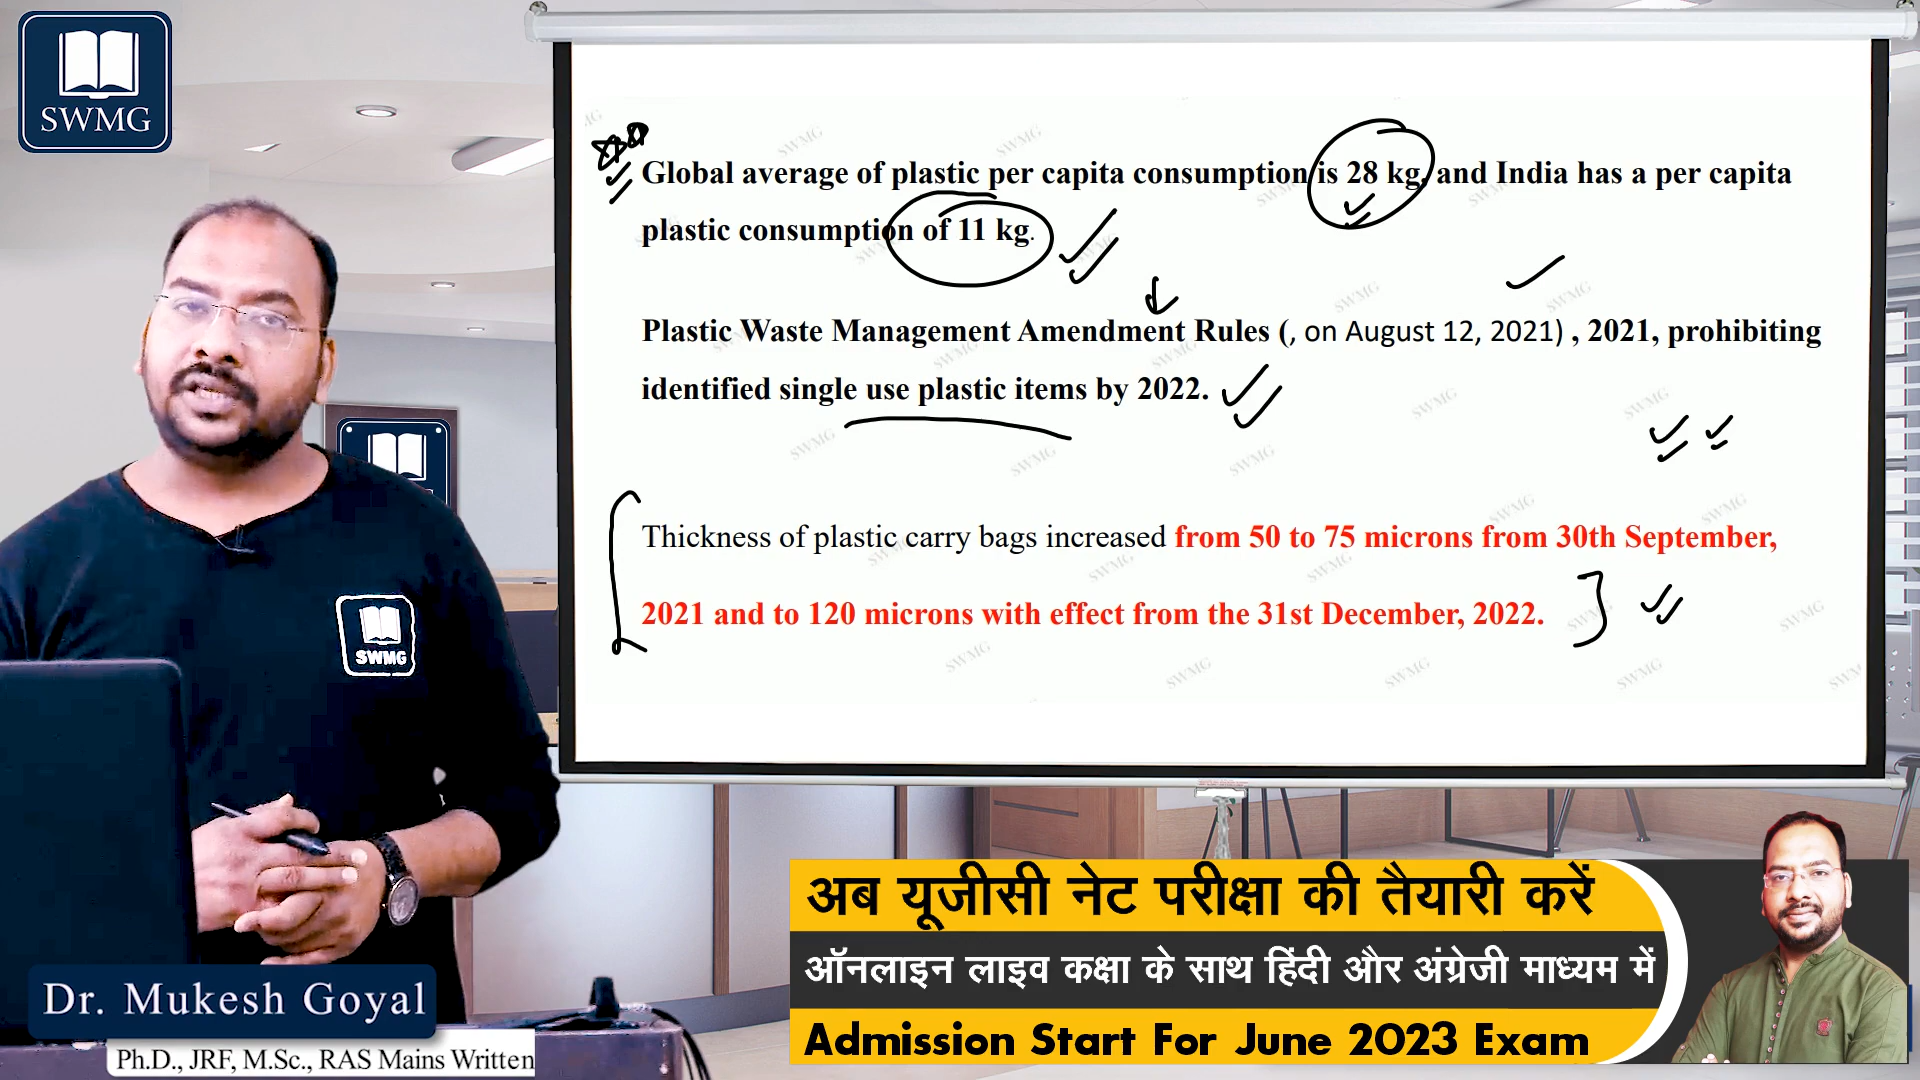 SWMG
Global average of plastic per capita consumption is 28 kg, and India has a per capita
plastic consumption of 11 kg.
Plastic Waste Management Amendment Rules (, on August 12, 2021) , 2021, prohibiting
identified single use plastic items by 2022.
Thickness of plastic carry bags increased from 50 to 75 microns from 30th September,
2021 and to 120 microns with effect from the 31st December, 2022.
SWMG
Dr. Mukesh Goyal
Ph.D., JRF, M.Sc., RAS Mains Written
अब यूजीसी नेट परीक्षा की तैयारी करें
ऑनलाइन लाइव कक्षा के साथ हिंदी और अंग्रेजी माध्यम में
Admission Start For June 2023 Exam